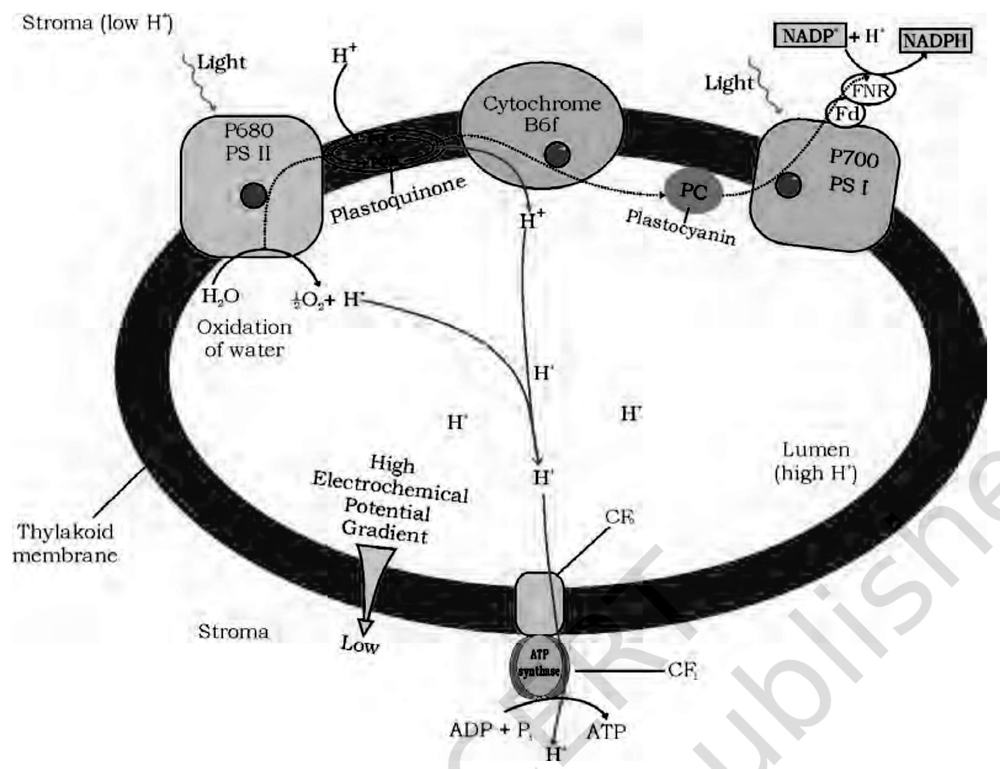 Stroma (low H⁺)
Light
H⁺
NADP⁺ + H⁺
NADPH
Light
FNR
Fd
Cytochrome
B6f
P680
PS II
PQ
P700
PS I
Plastoquinone
PC
Plastocyanin
H⁺
H₂O
½O₂ + H⁺
Oxidation
of water
H⁺
H⁺
H⁺
Lumen
(high H⁺)
High
Electrochemical
Potential
Gradient
H⁺
CF₀
Thylakoid
membrane
Stroma
Low
ATP
synthase
CF₁
ADP + Pᵢ
ATP
H⁺